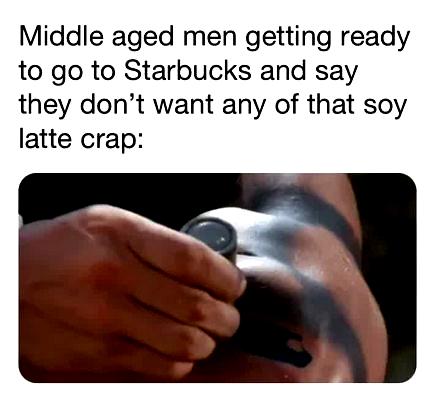 Middle aged men getting ready
to go to Starbucks and say
they don’t want any of that soy
latte crap: